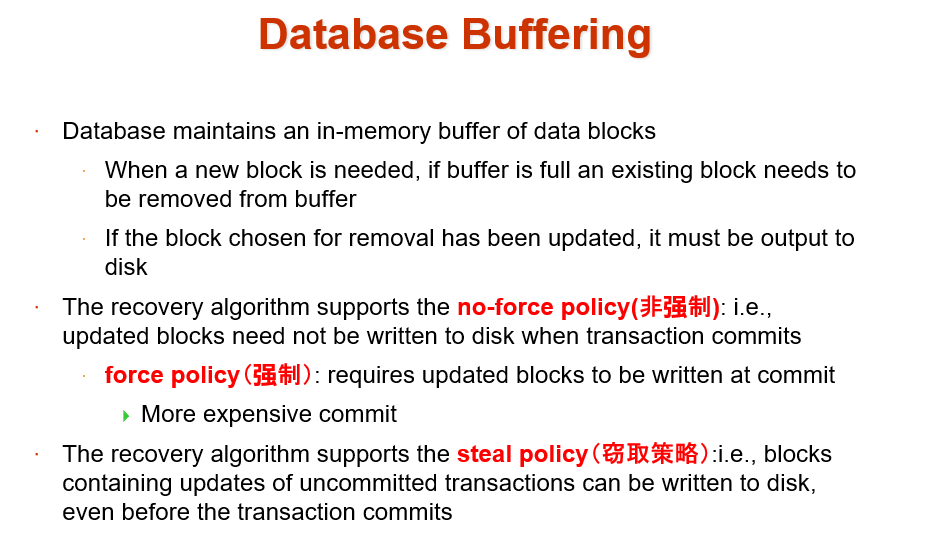 Database Buffering
Database maintains an in-memory buffer of data blocks
When a new block is needed, if buffer is full an existing block needs to
be removed from buffer
If the block chosen for removal has been updated, it must be output to
disk
The recovery algorithm supports the no-force policy(非强制): i.e.,
updated blocks need not be written to disk when transaction commits
force policy（强制）: requires updated blocks to be written at commit
More expensive commit
The recovery algorithm supports the steal policy（窃取策略）:i.e., blocks
containing updates of uncommitted transactions can be written to disk,
even before the transaction commits